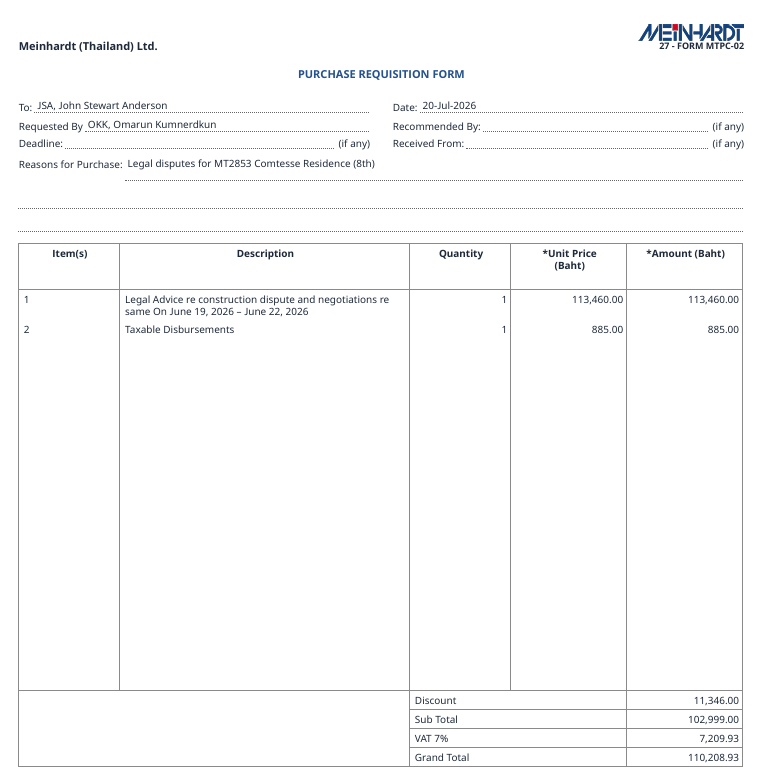 MEINHARDT
Meinhardt (Thailand) Ltd.
27 - FORM MTPC-02
PURCHASE REQUISITION FORM
To: JSA, John Stewart Anderson
Date: 20-Jul-2026
Requested By OKK, Omarun Kumnerdkun
Recommended By: (if any)
Deadline: (if any)
Received From: (if any)
Reasons for Purchase: Legal disputes for MT2853 Comtesse Residence (8th)
Item(s) Description Quantity *Unit Price *Amount (Baht)
(Baht)
1 Legal Advice re construction dispute and negotiations re 1 113,460.00 113,460.00
same On June 19, 2026 – June 22, 2026
2 Taxable Disbursements 1 885.00 885.00
Discount 11,346.00
Sub Total 102,999.00
VAT 7% 7,209.93
Grand Total 110,208.93